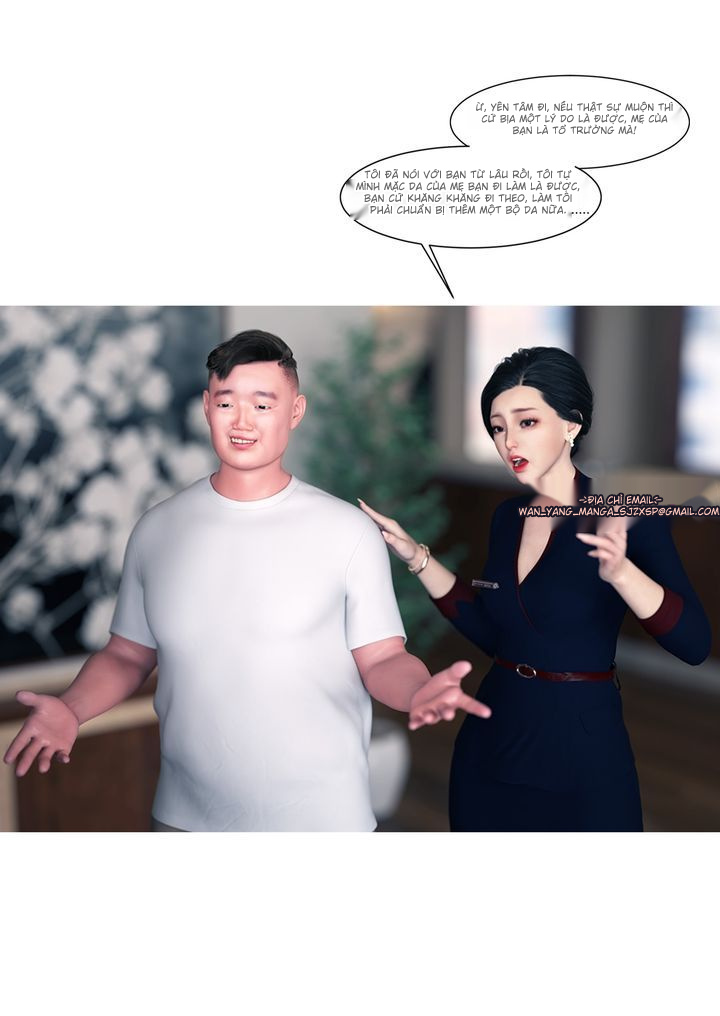 Ừ, YÊN TÂM ĐI, NẾU THẬT SỰ MUỘN THÌ
CỨ BỊA MỘT LÝ DO LÀ ĐƯỢC, MẸ CỦA
BẠN LÀ TỔ TRƯỞNG MÀ!
TÔI ĐÃ NÓI VỚI BẠN TỪ LÂU RỒI, TÔI TỰ
MÌNH MẶC DA CỦA MẸ BẠN ĐI LÀM LÀ ĐƯỢC,
BẠN CỨ KHĂNG KHĂNG ĐI THEO, LÀM TÔI
PHẢI CHUẨN BỊ THÊM MỘT BỘ DA NỮA. .....
-:ĐỊA CHỈ EMAIL:-
WAN_YANG_MANGA_SJZXSP@GMAIL.COM